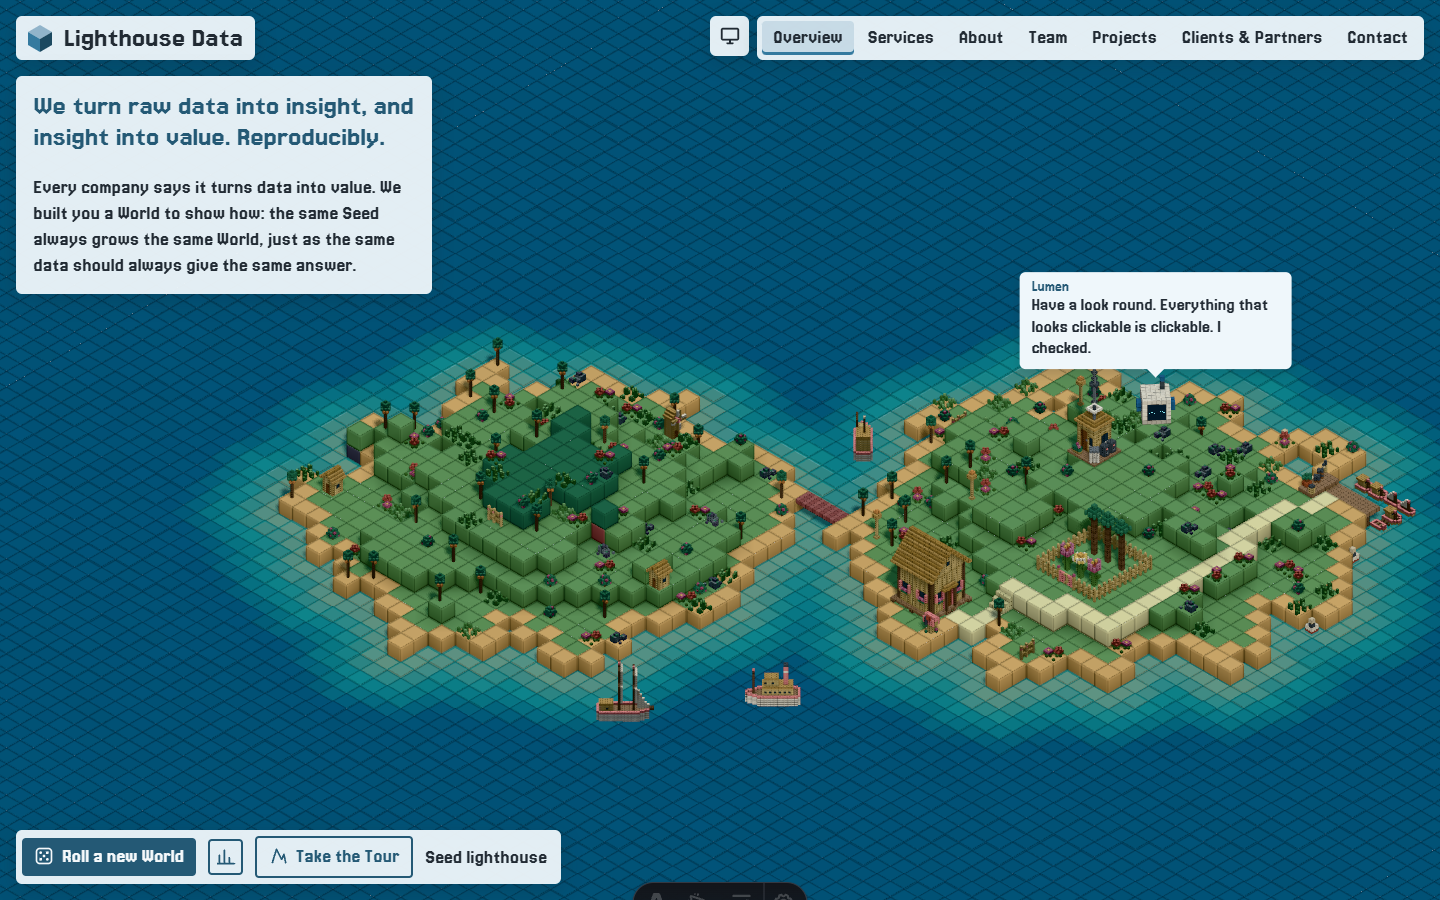 Lighthouse Data
Overview
Services
About
Team
Projects
Clients & Partners
Contact
We turn raw data into insight, and
insight into value. Reproducibly.
Every company says it turns data into value. We
built you a World to show how: the same Seed
always grows the same World, just as the same
data should always give the same answer.
Lumen
Have a look round. Everything that
looks clickable is clickable. I
checked.
Roll a new World
Take the Tour
Seed lighthouse